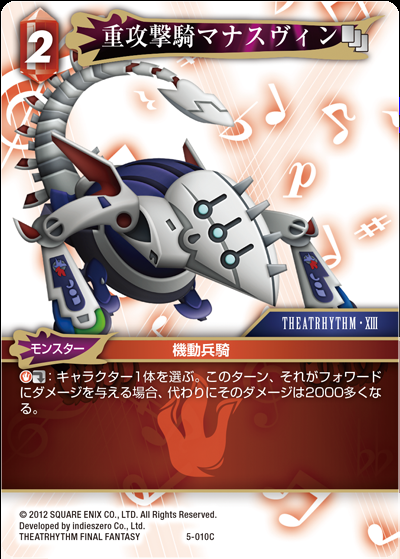 2
重攻撃騎マナスヴィン
THEATRHYTHM・XIII
モンスター
機動兵騎
:キャラクター1体を選ぶ。このターン、それがフォワード
にダメージを与える場合、代わりにそのダメージは2000多くな
る。
© 2012 SQUARE ENIX CO., LTD. All Rights Reserved.
Developed by indieszero Co., Ltd.
THEATRHYTHM FINAL FANTASY
5-010C